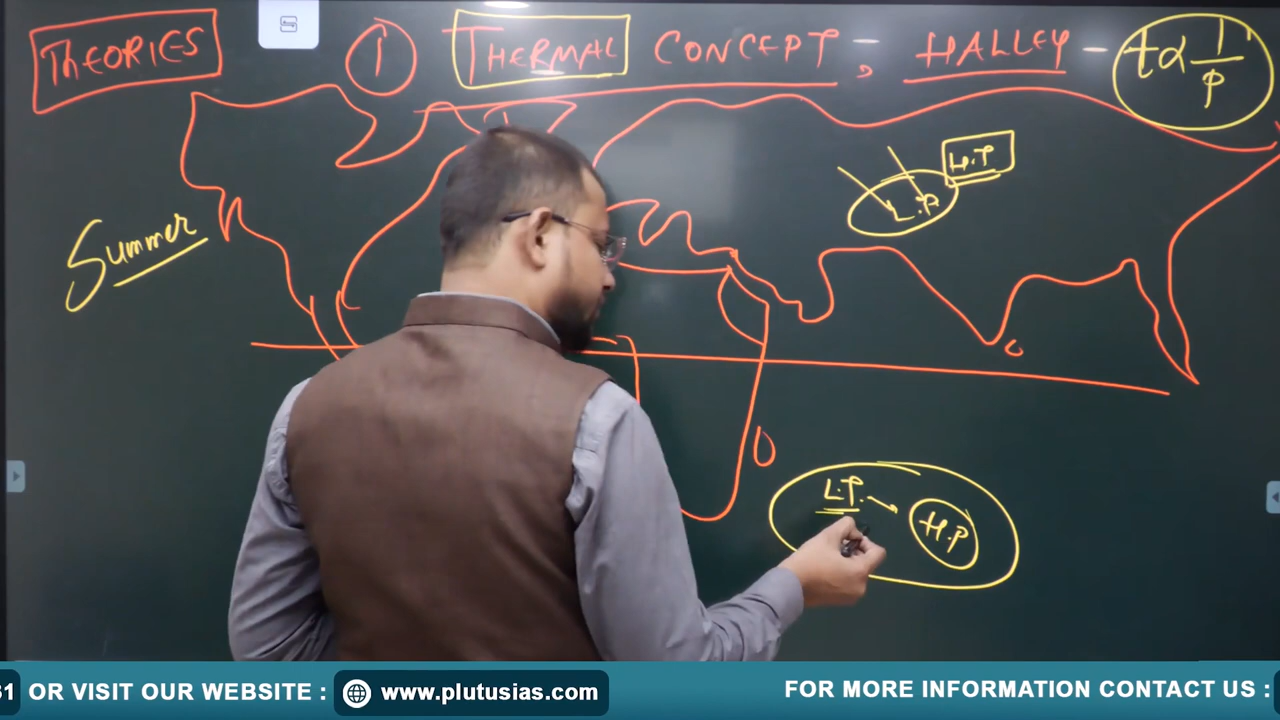 THEORIES ① THERMAL CONCEPT ; HALLEY – t α 1/P
H.T.
L.P
Summer
L.T. → H.P
61 OR VISIT OUR WEBSITE : www.plutusias.com FOR MORE INFORMATION CONTACT US :